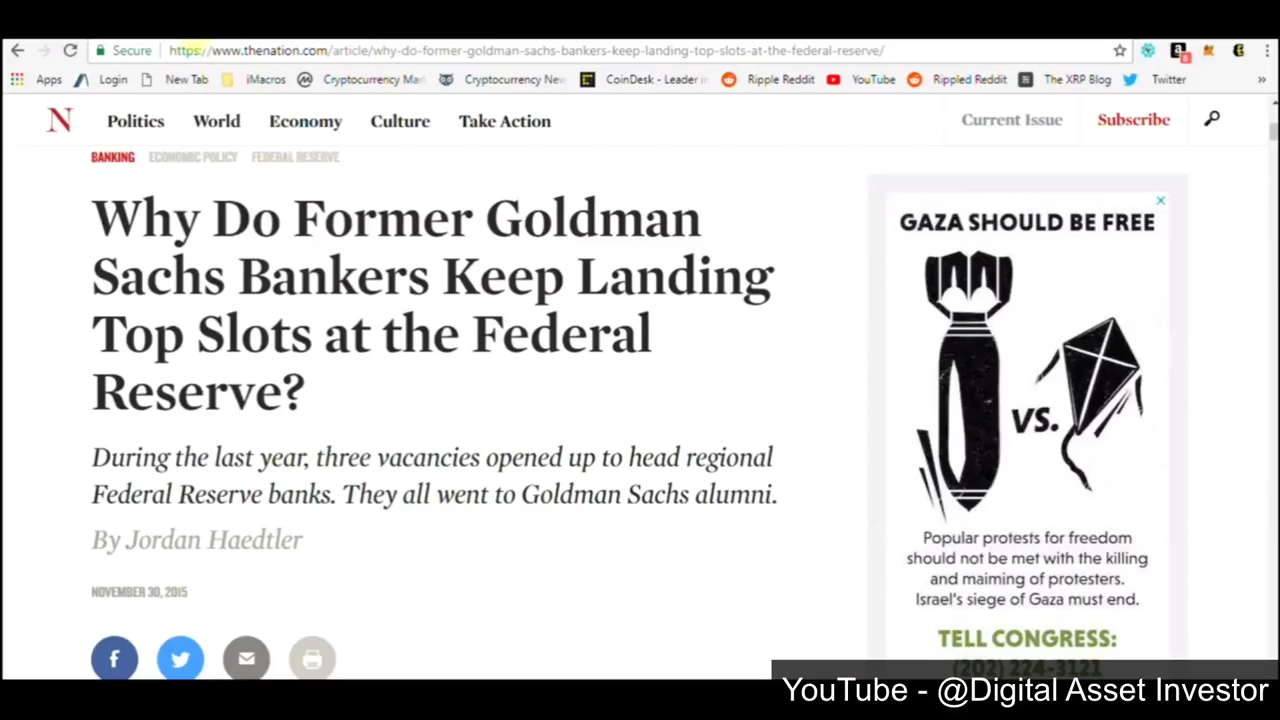 Secure https://www.thenation.com/article/why-do-former-goldman-sachs-bankers-keep-landing-top-slots-at-the-federal-reserve/
Apps Login New Tab iMacros Cryptocurrency Cryptocurrency CoinDesk - Leader Ripple Reddit YouTube Rippled Reddit The XRP Blog Twitter »
N Politics World Economy Culture Take Action Current Issue Subscribe
BANKING ECONOMIC POLICY FEDERAL RESERVE
Why Do Former Goldman
Sachs Bankers Keep Landing
Top Slots at the Federal
Reserve?
During the last year, three vacancies opened up to head regional
Federal Reserve banks. They all went to Goldman Sachs alumni.
By Jordan Haedtler
NOVEMBER 30, 2015
GAZA SHOULD BE FREE
VS.
Popular protests for freedom
should not be met with the killing
and maiming of protesters.
Israel's siege of Gaza must end.
TELL CONGRESS:
(202) 224-3121
YouTube - @Digital Asset Investor